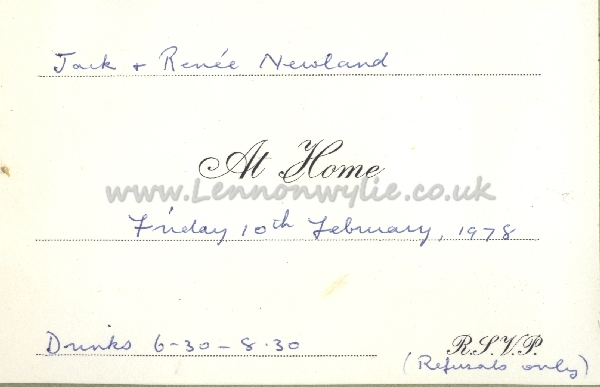 Jack + Renée Newland
At Home
www.Lennonwylie.co.uk
Friday 10th February, 1978
Drinks 6-30 - 8.30
R.S.V.P.
(Refusals only)